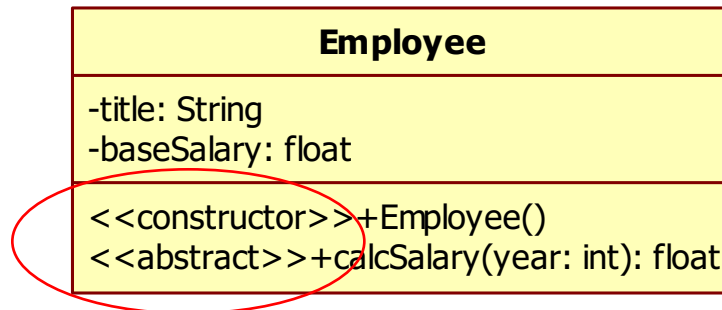 Employee
-title: String
-baseSalary: float
<<constructor>>+Employee()
<<abstract>>+calcSalary(year: int): float